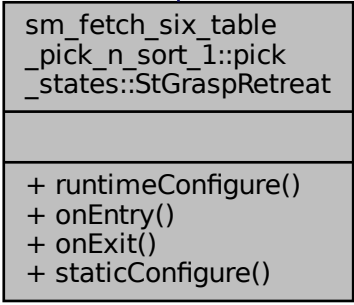 sm_fetch_six_table
_pick_n_sort_1::pick
_states::StGraspRetreat
+ runtimeConfigure()
+ onEntry()
+ onExit()
+ staticConfigure()